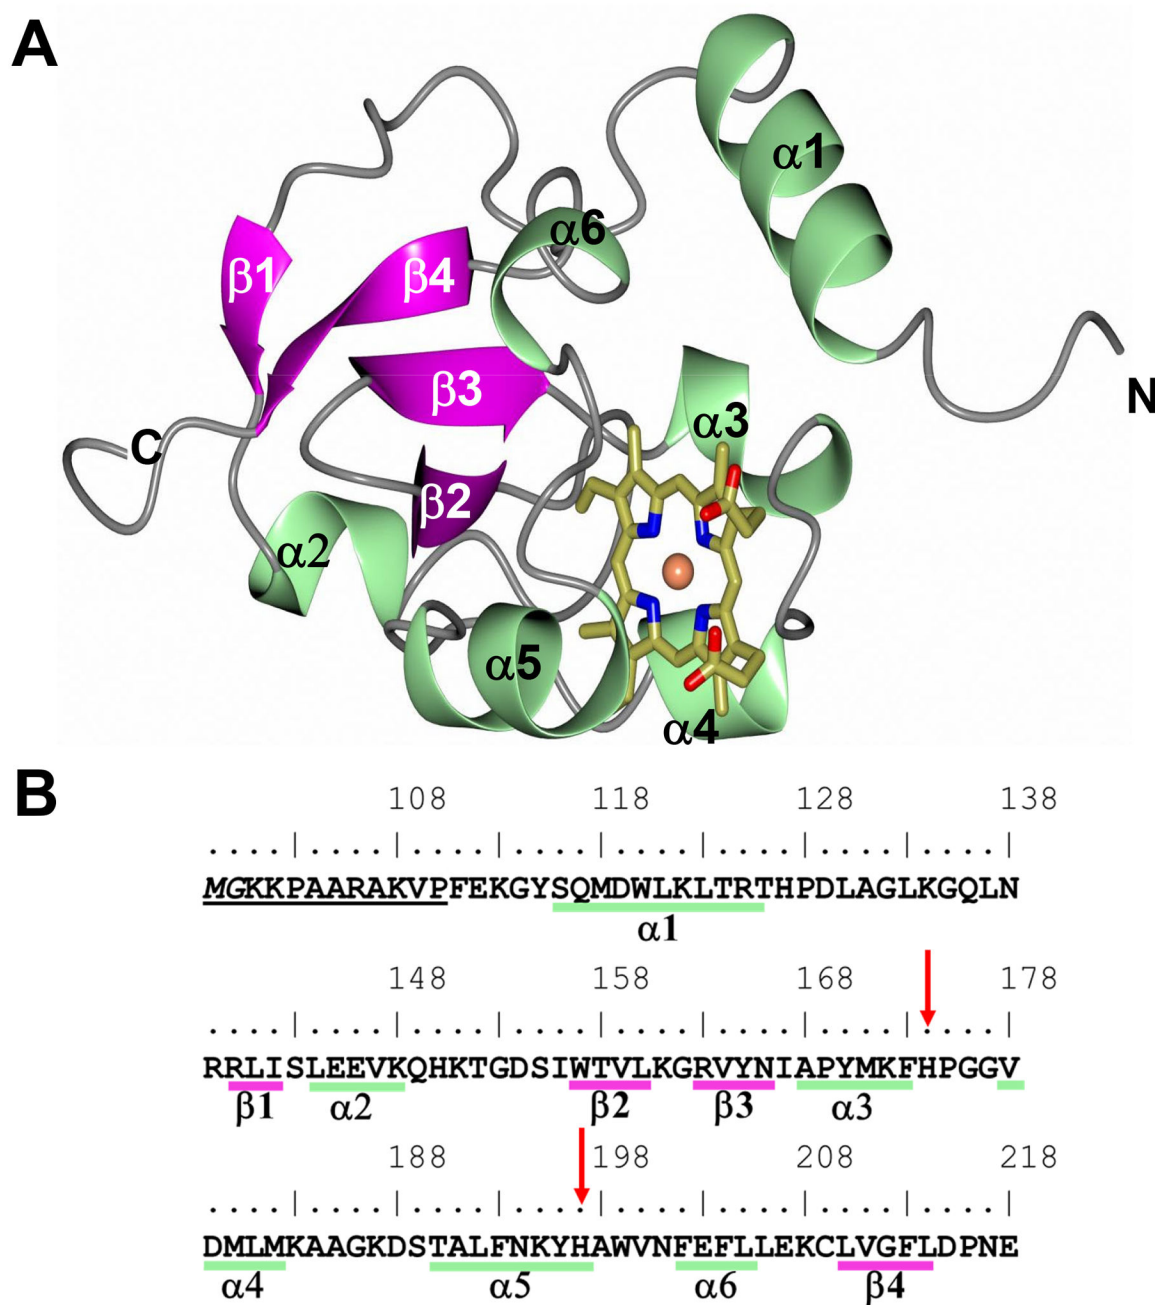 A
α1
α6
β1
β4
β3
N
α3
C
β2
α2
α5
α4
B
108 118 128 138
....|....|....|....|....|....|....|....|
MGKKPAARAKVPFEKGYSQMDWLKLTRTHPDLAGLKGQLN
α1
148 158 168 178
....|....|....|....|....|....|....|....|
RRLISLEEVKQHKTGDSIWTVLKGRVYNIAPYMKFHPGGV
β1 α2 β2 β3 α3
188 198 208 218
....|....|....|....|....|....|....|....|
DMLMKAAGKDSTALFNKYHAWVNFEFLLEKCLVGFLDPNE
α4 α5 α6 β4